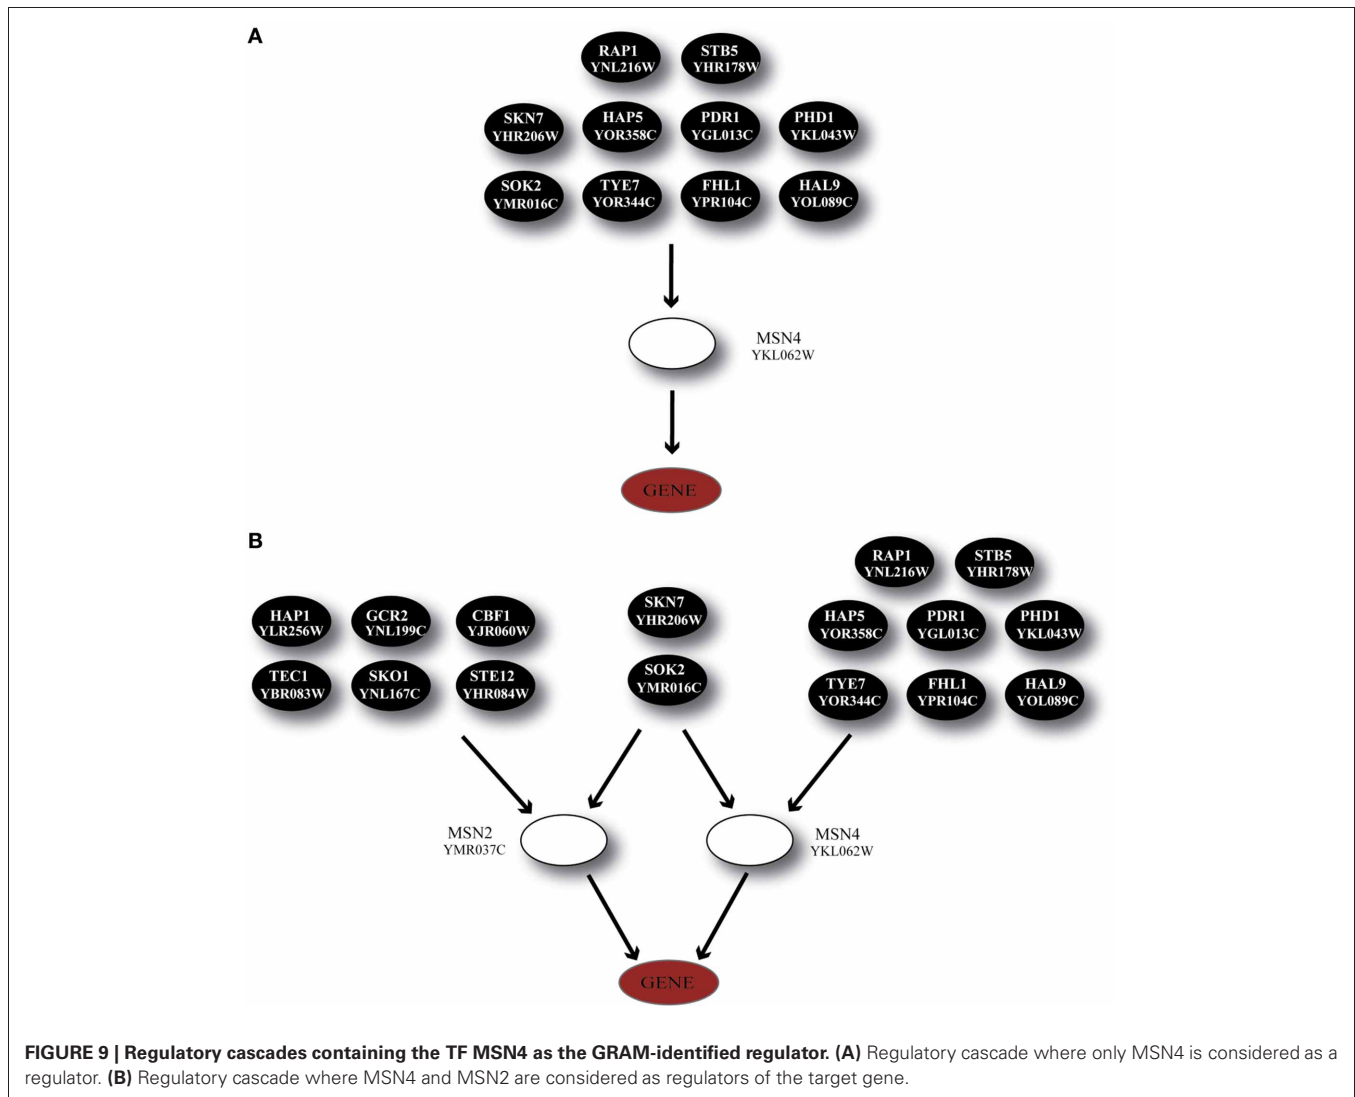 A
RAP1 STB5
YNL216W YHR178W
SKN7 HAP5 PDR1 PHD1
YHR206W YOR358C YGL013C YKL043W
SOK2 TYE7 FHL1 HAL9
YMR016C YOR344C YPR104C YOL089C
MSN4
YKL062W
GENE
B
RAP1 STB5
YNL216W YHR178W
HAP1 GCR2 CBF1
YLR256W YNL199C YJR060W
TEC1 SKO1 STE12
YBR083W YNL167C YHR084W
SKN7
YHR206W
SOK2
YMR016C
HAP5 PDR1 PHD1
YOR358C YGL013C YKL043W
TYE7 FHL1 HAL9
YOR344C YPR104C YOL089C
MSN2
YMR037C
MSN4
YKL062W
GENE
FIGURE 9 | Regulatory cascades containing the TF MSN4 as the GRAM-identified regulator. (A) Regulatory cascade where only MSN4 is considered as a
regulator. (B) Regulatory cascade where MSN4 and MSN2 are considered as regulators of the target gene.